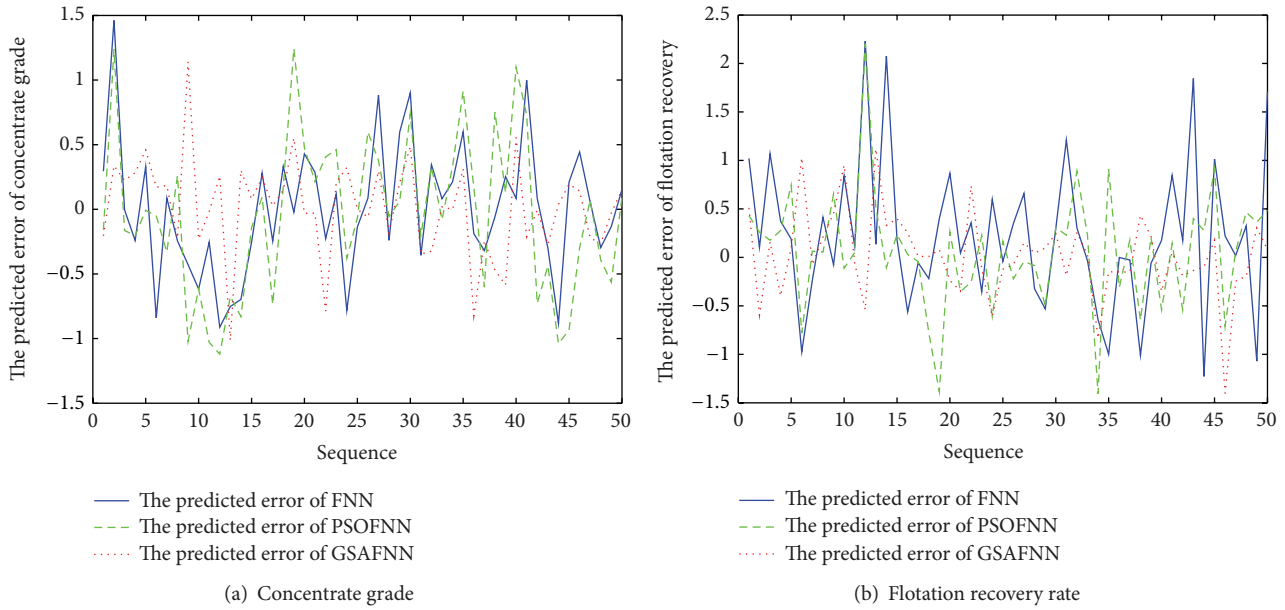 The predicted error of concentrate grade
1.5
1
0.5
0
−0.5
−1
−1.5
0 5 10 15 20 25 30 35 40 45 50
Sequence
The predicted error of FNN
The predicted error of PSOFNN
The predicted error of GSAFNN
(a) Concentrate grade
The predicted error of flotation recovery
2.5
2
1.5
1
0.5
0
−0.5
−1
−1.5
0 5 10 15 20 25 30 35 40 45 50
Sequence
The predicted error of FNN
The predicted error of PSOFNN
The predicted error of GSAFNN
(b) Flotation recovery rate